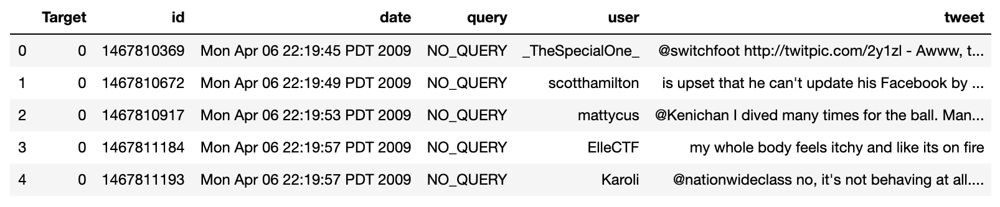 Target id date query user tweet
0 0 1467810369 Mon Apr 06 22:19:45 PDT 2009 NO_QUERY _TheSpecialOne_ @switchfoot http://twitpic.com/2y1zl - Awww, t...
1 0 1467810672 Mon Apr 06 22:19:49 PDT 2009 NO_QUERY scotthamilton is upset that he can't update his Facebook by ...
2 0 1467810917 Mon Apr 06 22:19:53 PDT 2009 NO_QUERY mattycus @Kenichan I dived many times for the ball. Man...
3 0 1467811184 Mon Apr 06 22:19:57 PDT 2009 NO_QUERY ElleCTF my whole body feels itchy and like its on fire
4 0 1467811193 Mon Apr 06 22:19:57 PDT 2009 NO_QUERY Karoli @nationwideclass no, it's not behaving at all....